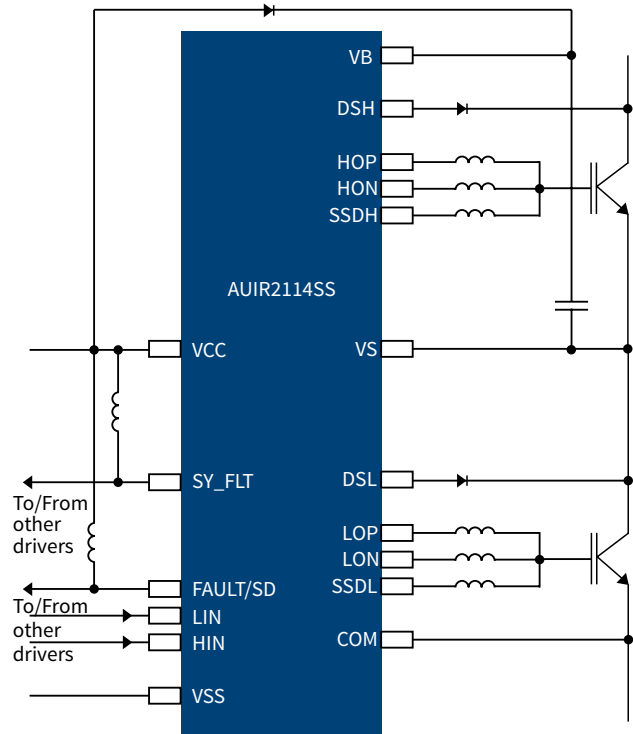 VB
DSH
HOP
HON
SSDH
AUIR2114SS
VCC
VS
SY_FLT
DSL
To/From
other
drivers
LOP
LON
SSDL
FAULT/SD
To/From
other
drivers
LIN
HIN
COM
VSS